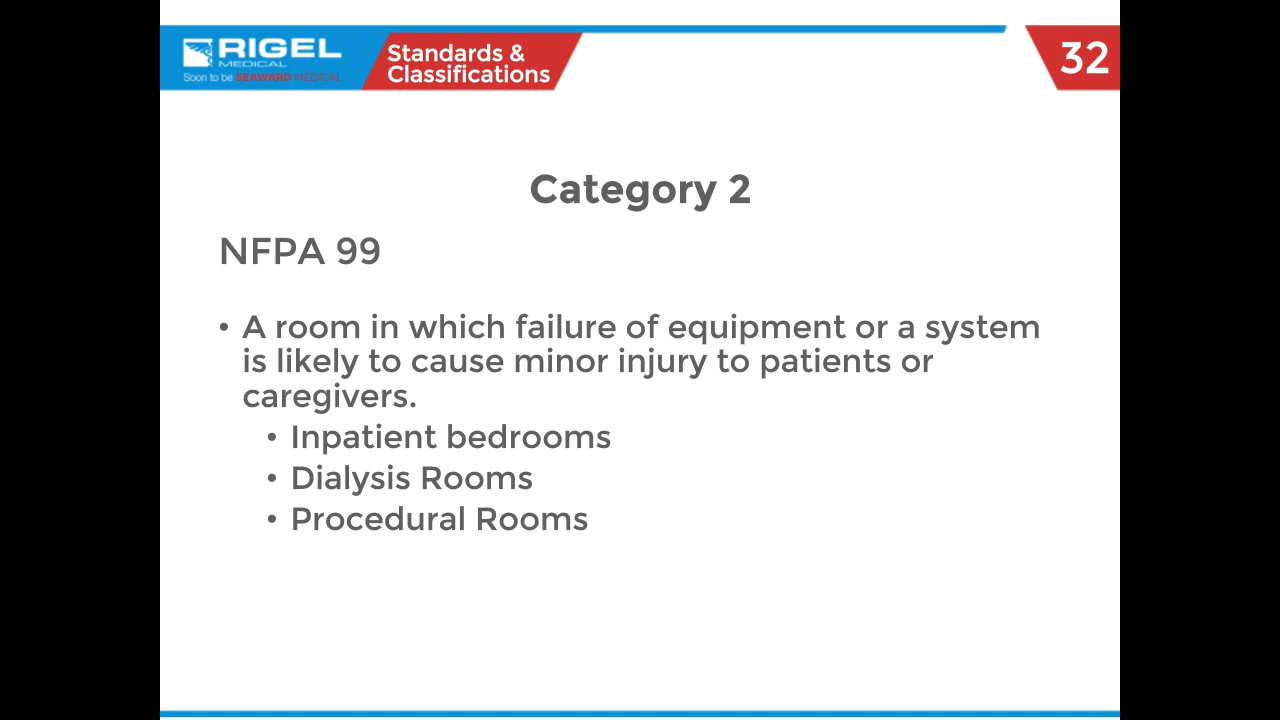 RIGEL
MEDICAL
Soon to be SEAWARD MEDICAL
Standards &
Classifications
32
Category 2
NFPA 99
• A room in which failure of equipment or a system
is likely to cause minor injury to patients or
caregivers.
• Inpatient bedrooms
• Dialysis Rooms
• Procedural Rooms